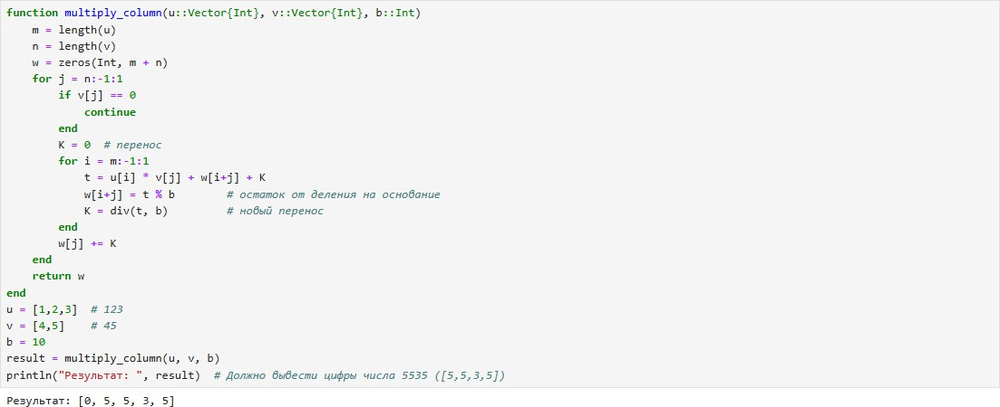 function multiply_column(u::Vector{Int}, v::Vector{Int}, b::Int)
    m = length(u)
    n = length(v)
    w = zeros(Int, m + n)
    for j = n:-1:1
        if v[j] == 0
            continue
        end
        K = 0  # перенос
        for i = m:-1:1
            t = u[i] * v[j] + w[i+j] + K
            w[i+j] = t % b        # остаток от деления на основание
            K = div(t, b)         # новый перенос
        end
        w[j] += K
    end
    return w
end
u = [1,2,3]  # 123
v = [4,5]    # 45
b = 10
result = multiply_column(u, v, b)
println("Результат: ", result)  # Должно вывести цифры числа 5535 ([5,5,3,5])
Результат: [0, 5, 5, 3, 5]